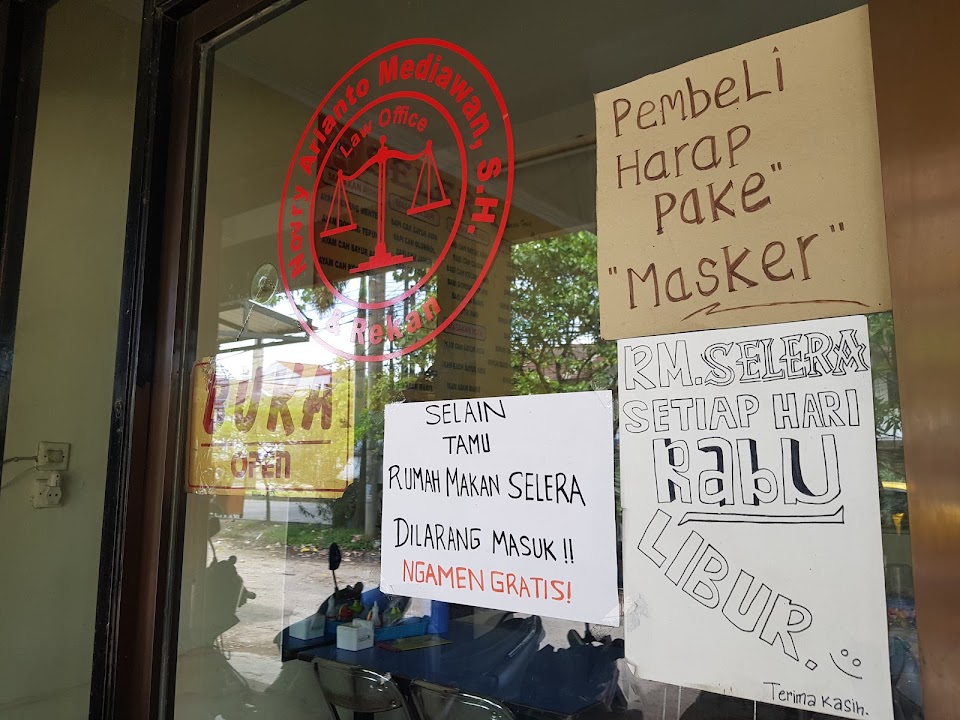 Novry Arianto Mediawan, S.H.
Law Office
& Rekan
BUKA
OPEN
SELAIN
TAMU
RUMAH MAKAN SELERA
DILARANG MASUK!!
NGAMEN GRATIS!
PembeLi
Harap
Pake"
"Masker"
RM. SELERA
SETIAP HARI
RabU
LIBUR.
Terima Kasih.